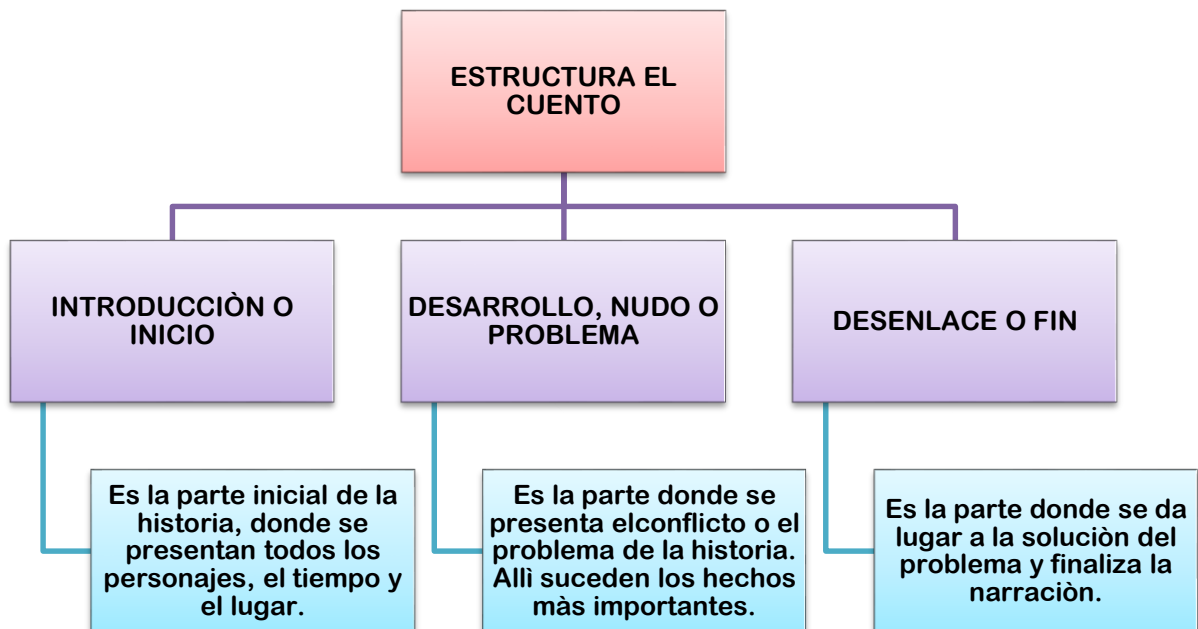 ESTRUCTURA EL
CUENTO
INTRODUCCIÒN O
INICIO
DESARROLLO, NUDO O
PROBLEMA
DESENLACE O FIN
Es la parte inicial de la
historia, donde se
presentan todos los
personajes, el tiempo y
el lugar.
Es la parte donde se
presenta elconflicto o el
problema de la historia.
Allì suceden los hechos
màs importantes.
Es la parte donde se da
lugar a la soluciòn del
problema y finaliza la
narraciòn.